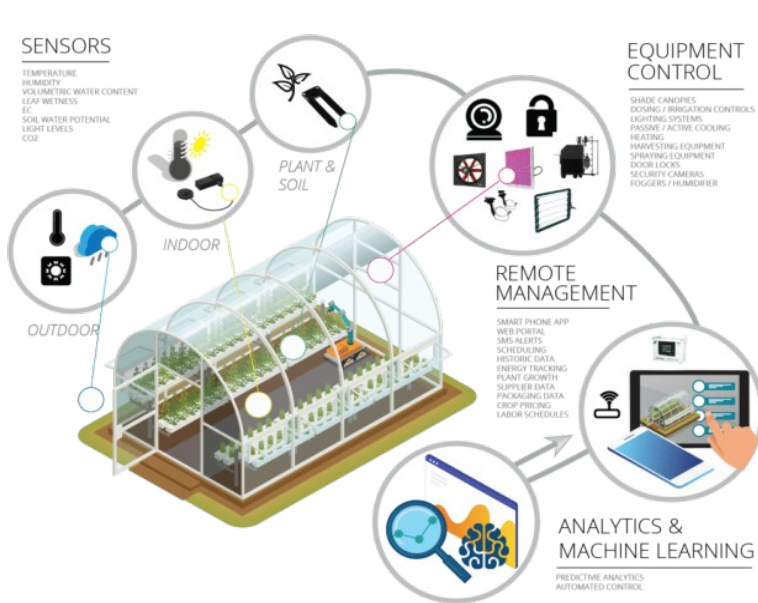 SENSORS
TEMPERATURE
HUMIDITY
VOLUMETRIC WATER CONTENT
LEAF WETNESS
EC
SOIL WATER POTENTIAL
LIGHT LEVELS
CO2
PLANT &
SOIL
INDOOR
OUTDOOR
EQUIPMENT
CONTROL
SHADE CANOPIES
DOSING / IRRIGATION CONTROLS
LIGHTING SYSTEMS
PASSIVE / ACTIVE COOLING
HEATING
HARVESTING EQUIPMENT
SPRAYING EQUIPMENT
DOOR LOCKS
SECURITY CAMERAS
FOGGERS / HUMIDIFIER
REMOTE
MANAGEMENT
SMART PHONE APP
WEB PORTAL
SMS ALERTS
SCHEDULING
HISTORIC DATA
ENERGY TRACKING
PLANT GROWTH
SUPPLIER DATA
PACKAGING DATA
CROP PRICING
LABOR SCHEDULES
ANALYTICS &
MACHINE LEARNING
PREDICTIVE ANALYTICS
AUTOMATED CONTROL